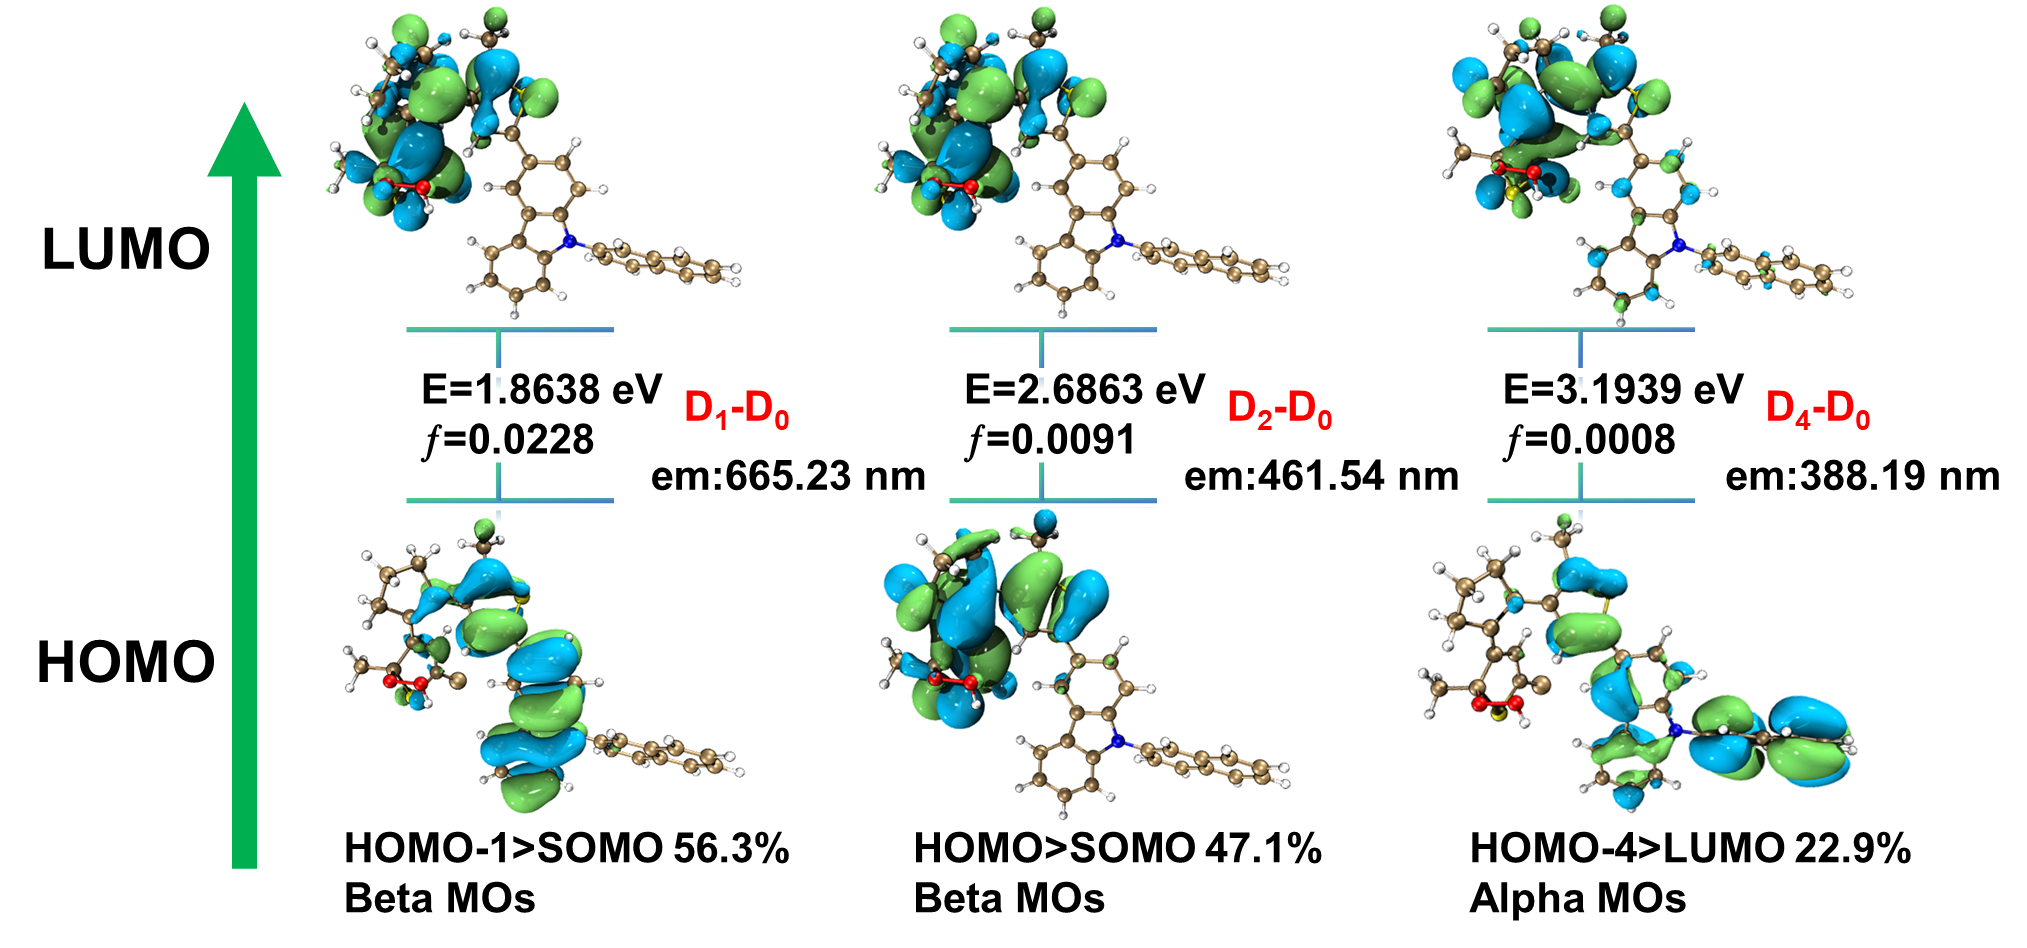 LUMO
HOMO
E=1.8638 eV
f=0.0228
D1-D0
em:665.23 nm
HOMO-1>SOMO 56.3%
Beta MOs
E=2.6863 eV
f=0.0091
D2-D0
em:461.54 nm
HOMO>SOMO 47.1%
Beta MOs
E=3.1939 eV
f=0.0008
D4-D0
em:388.19 nm
HOMO-4>LUMO 22.9%
Alpha MOs